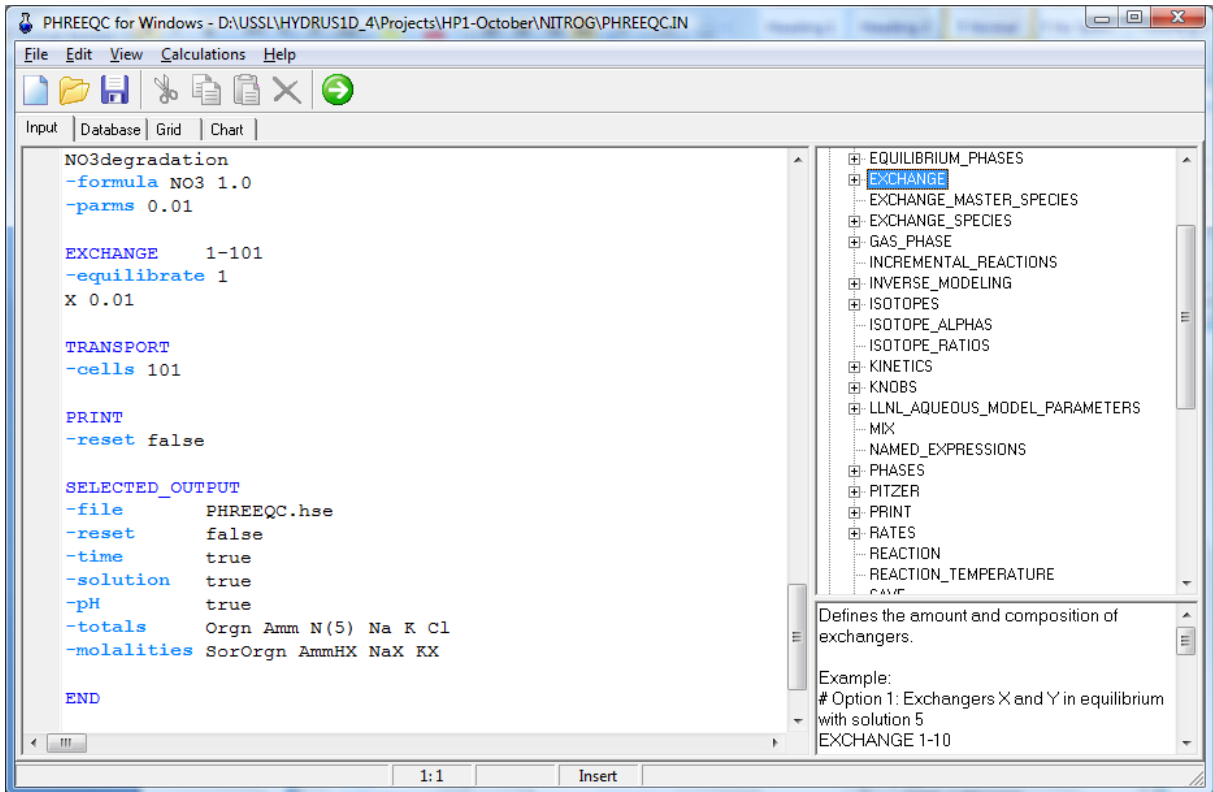 PHREEQC for Windows - D:\USSL\HYDRUS1D_4\Projects\HP1-October\NITROG\PHREEQC.IN
File Edit View Calculations Help
Input Database Grid Chart
NO3degradation
-formula NO3 1.0
-parms 0.01
EXCHANGE 1-101
-equilibrate 1
X 0.01
TRANSPORT
-cells 101
PRINT
-reset false
SELECTED_OUTPUT
-file PHREEQC.hse
-reset false
-time true
-solution true
-pH true
-totals Orgn Amm N(5) Na K Cl
-molalities SorOrgn AmmHX NaX KX
END
EQUILIBRIUM_PHASES
EXCHANGE
EXCHANGE_MASTER_SPECIES
EXCHANGE_SPECIES
GAS_PHASE
INCREMENTAL_REACTIONS
INVERSE_MODELING
ISOTOPES
ISOTOPE_ALPHAS
ISOTOPE_RATIOS
KINETICS
KNOBS
LLNL_AQUEOUS_MODEL_PARAMETERS
MIX
NAMED_EXPRESSIONS
PHASES
PITZER
PRINT
RATES
REACTION
REACTION_TEMPERATURE
Defines the amount and composition of
exchangers.
Example:
# Option 1: Exchangers X and Y in equilibrium
with solution 5
EXCHANGE 1-10
1:1 Insert